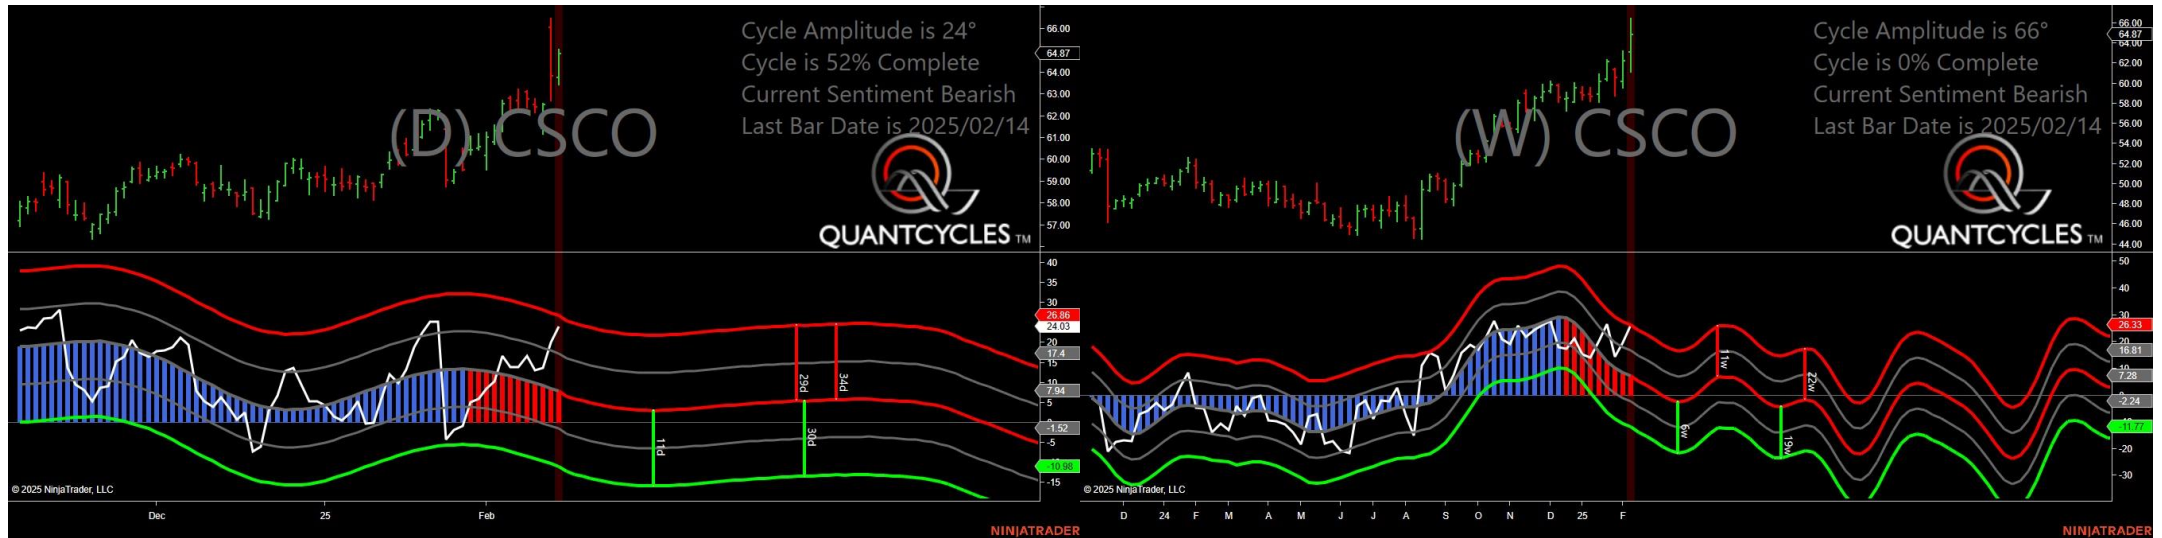 Cycle Amplitude is 24°
Cycle is 52% Complete
Current Sentiment Bearish
Last Bar Date is 2025/02/14
(D) CSCO
QUANTCYCLES TM
66.00
64.87
64.00
63.00
62.00
61.00
60.00
59.00
58.00
57.00
40
35
30
26.86
24.03
20
17.4
15
10
7.94
5
-1.52
-5
-10.98
-15
11d
29d
30d
34d
© 2025 NinjaTrader, LLC
Dec
25
Feb
NINJATRADER
Cycle Amplitude is 66°
Cycle is 0% Complete
Current Sentiment Bearish
Last Bar Date is 2025/02/14
(W) CSCO
QUANTCYCLES TM
66.00
64.87
64.00
62.00
60.00
58.00
56.00
54.00
52.00
50.00
48.00
46.00
44.00
50
40
30
26.33
20
16.81
10
7.28
-2.24
-11.77
-20
-30
6w
11w
19w
22w
© 2025 NinjaTrader, LLC
D
24
F
M
A
M
J
J
A
S
O
N
D
25
F
NINJATRADER